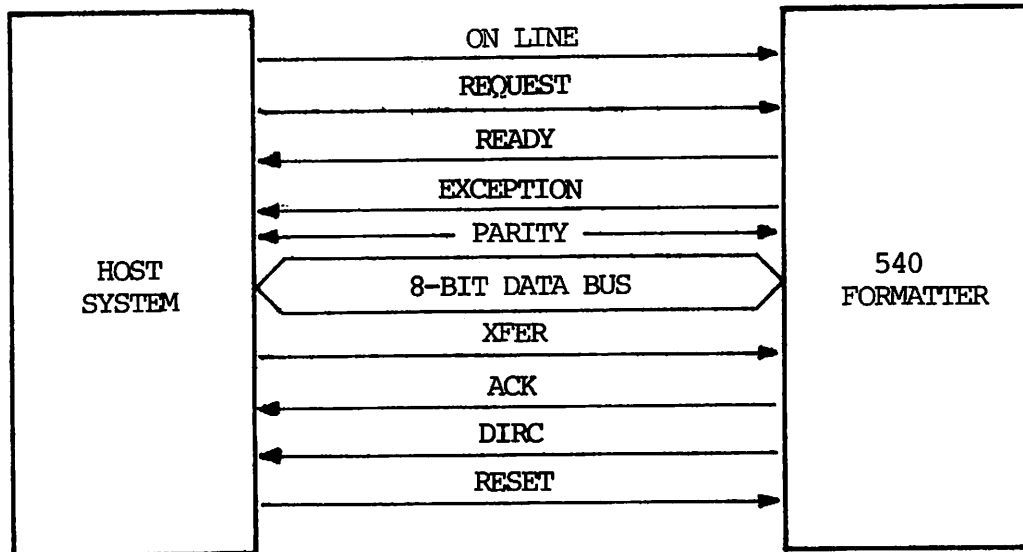 ON LINE
REQUEST
READY
EXCEPTION
PARITY
HOST
SYSTEM
8-BIT DATA BUS
540
FORMATTER
XFER
ACK
DIRC
RESET